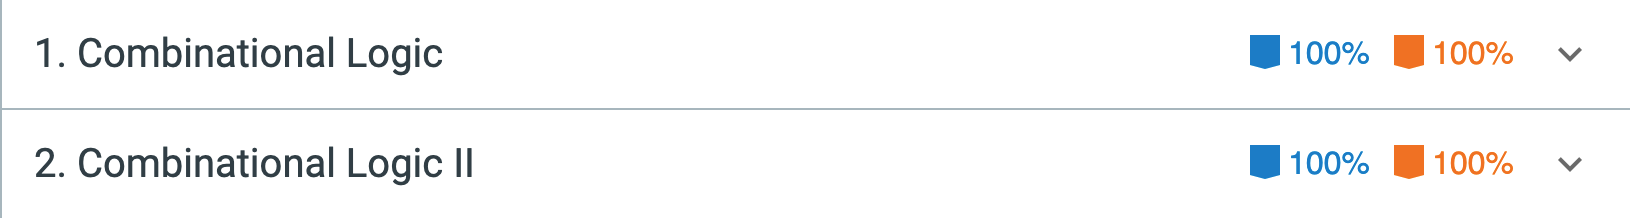 1. Combinational Logic 100% 100%
2. Combinational Logic II 100% 100%